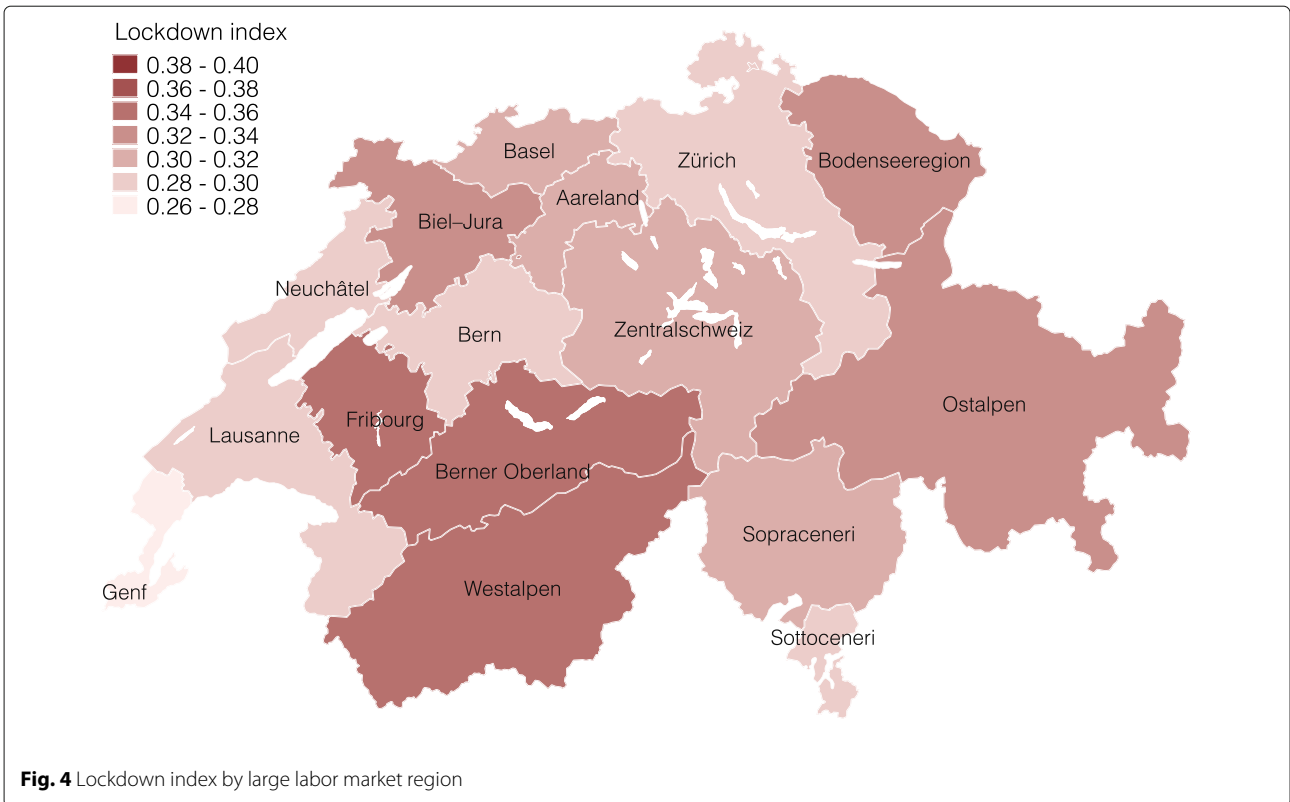 Lockdown index
0.38 - 0.40
0.36 - 0.38
0.34 - 0.36
0.32 - 0.34
0.30 - 0.32
0.28 - 0.30
0.26 - 0.28
Basel
Zürich
Bodenseeregion
Aareland
Biel–Jura
Neuchâtel
Bern
Zentralschweiz
Ostalpen
Fribourg
Lausanne
Berner Oberland
Sopraceneri
Westalpen
Genf
Sottoceneri
Fig. 4 Lockdown index by large labor market region